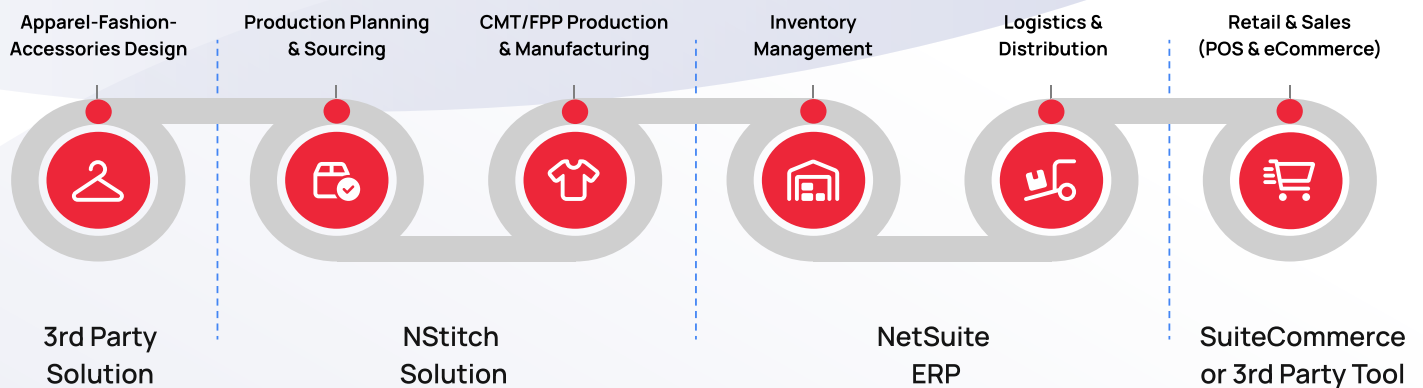 Apparel-Fashion-
Accessories Design
Production Planning
& Sourcing
CMT/FPP Production
& Manufacturing
Inventory
Management
Logistics &
Distribution
Retail & Sales
(POS & eCommerce)
3rd Party
Solution
NStitch
Solution
NetSuite
ERP
SuiteCommerce
or 3rd Party Tool